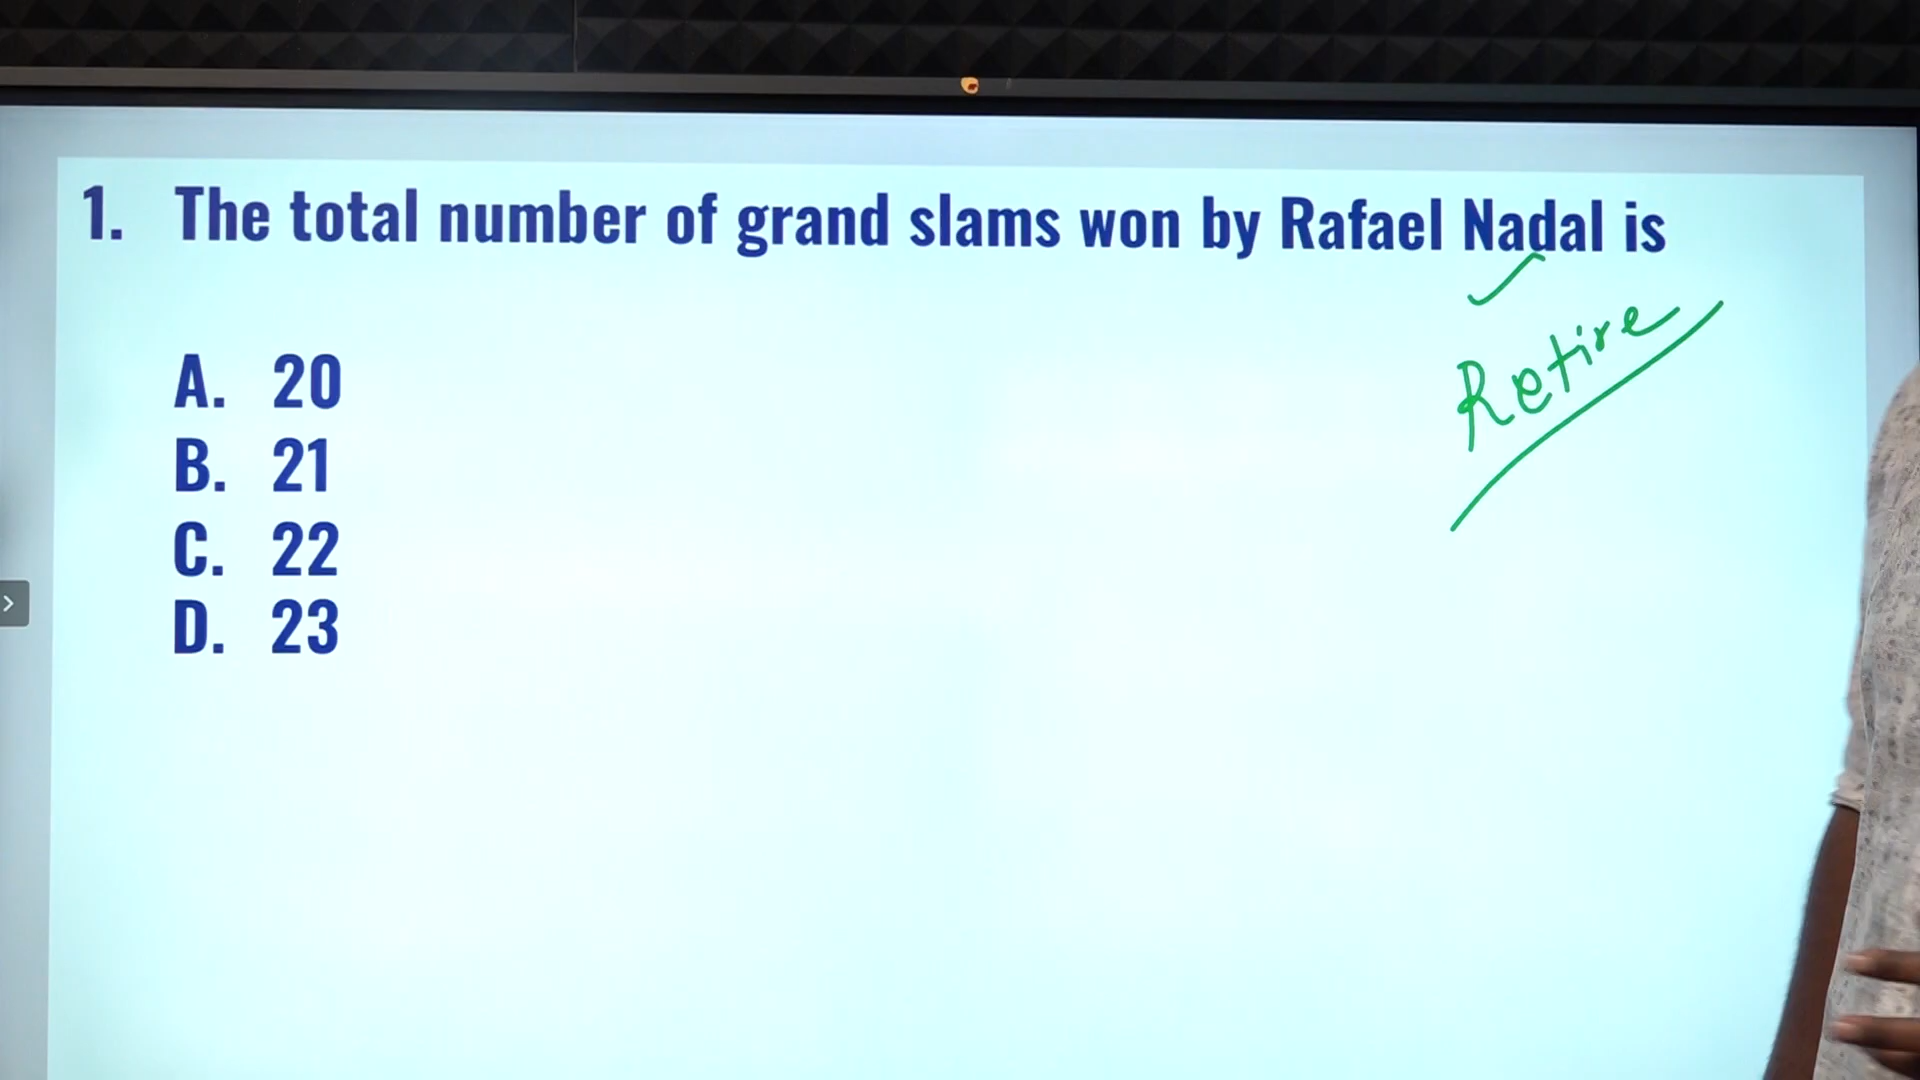 1. The total number of grand slams won by Rafael Nadal is
Retire
A. 20
B. 21
C. 22
D. 23